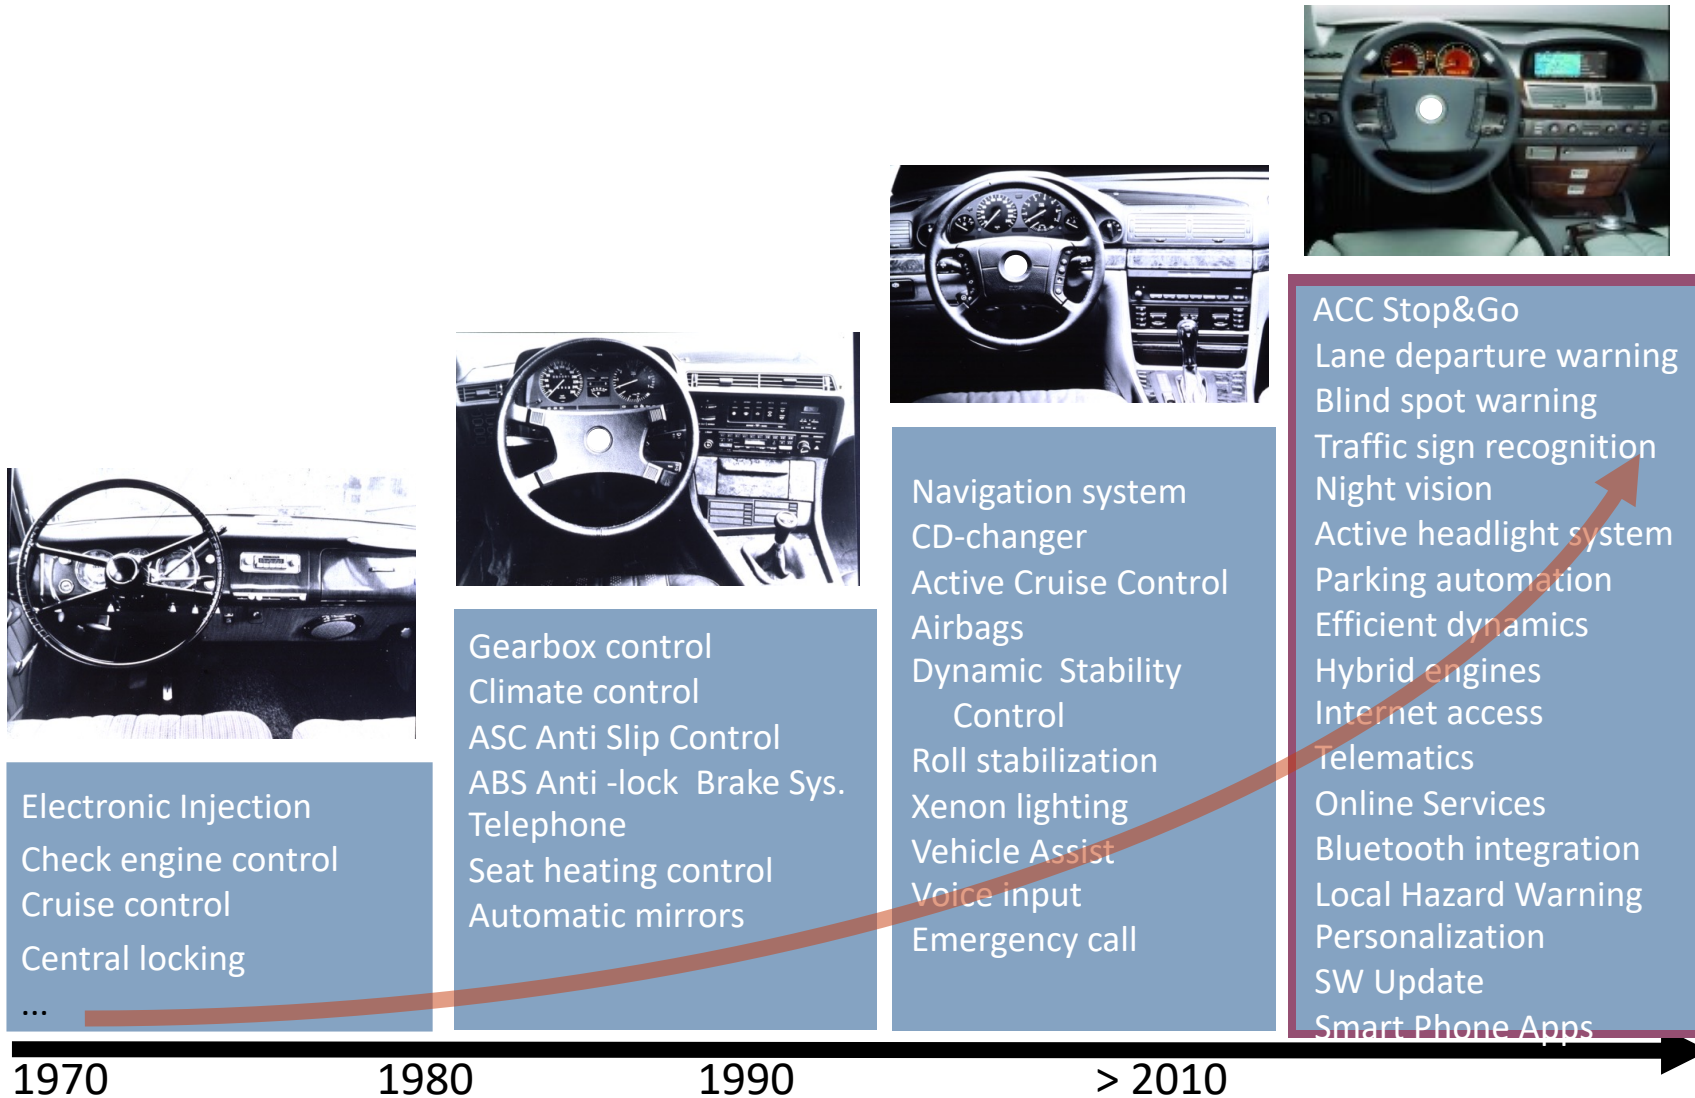 Electronic Injection
Check engine control
Cruise control
Central locking
...
Gearbox control
Climate control
ASC Anti Slip Control
ABS Anti -lock  Brake Sys.
Telephone
Seat heating control
Automatic mirrors
Navigation system
CD-changer
Active Cruise Control
Airbags
Dynamic  Stability
Control
Roll stabilization
Xenon lighting
Vehicle Assist
Voice input
Emergency call
ACC Stop&Go
Lane departure warning
Blind spot warning
Traffic sign recognition
Night vision
Active headlight system
Parking automation
Efficient dynamics
Hybrid engines
Internet access
Telematics
Online Services
Bluetooth integration
Local Hazard Warning
Personalization
SW Update
Smart Phone Apps
1970
1980
1990
> 2010